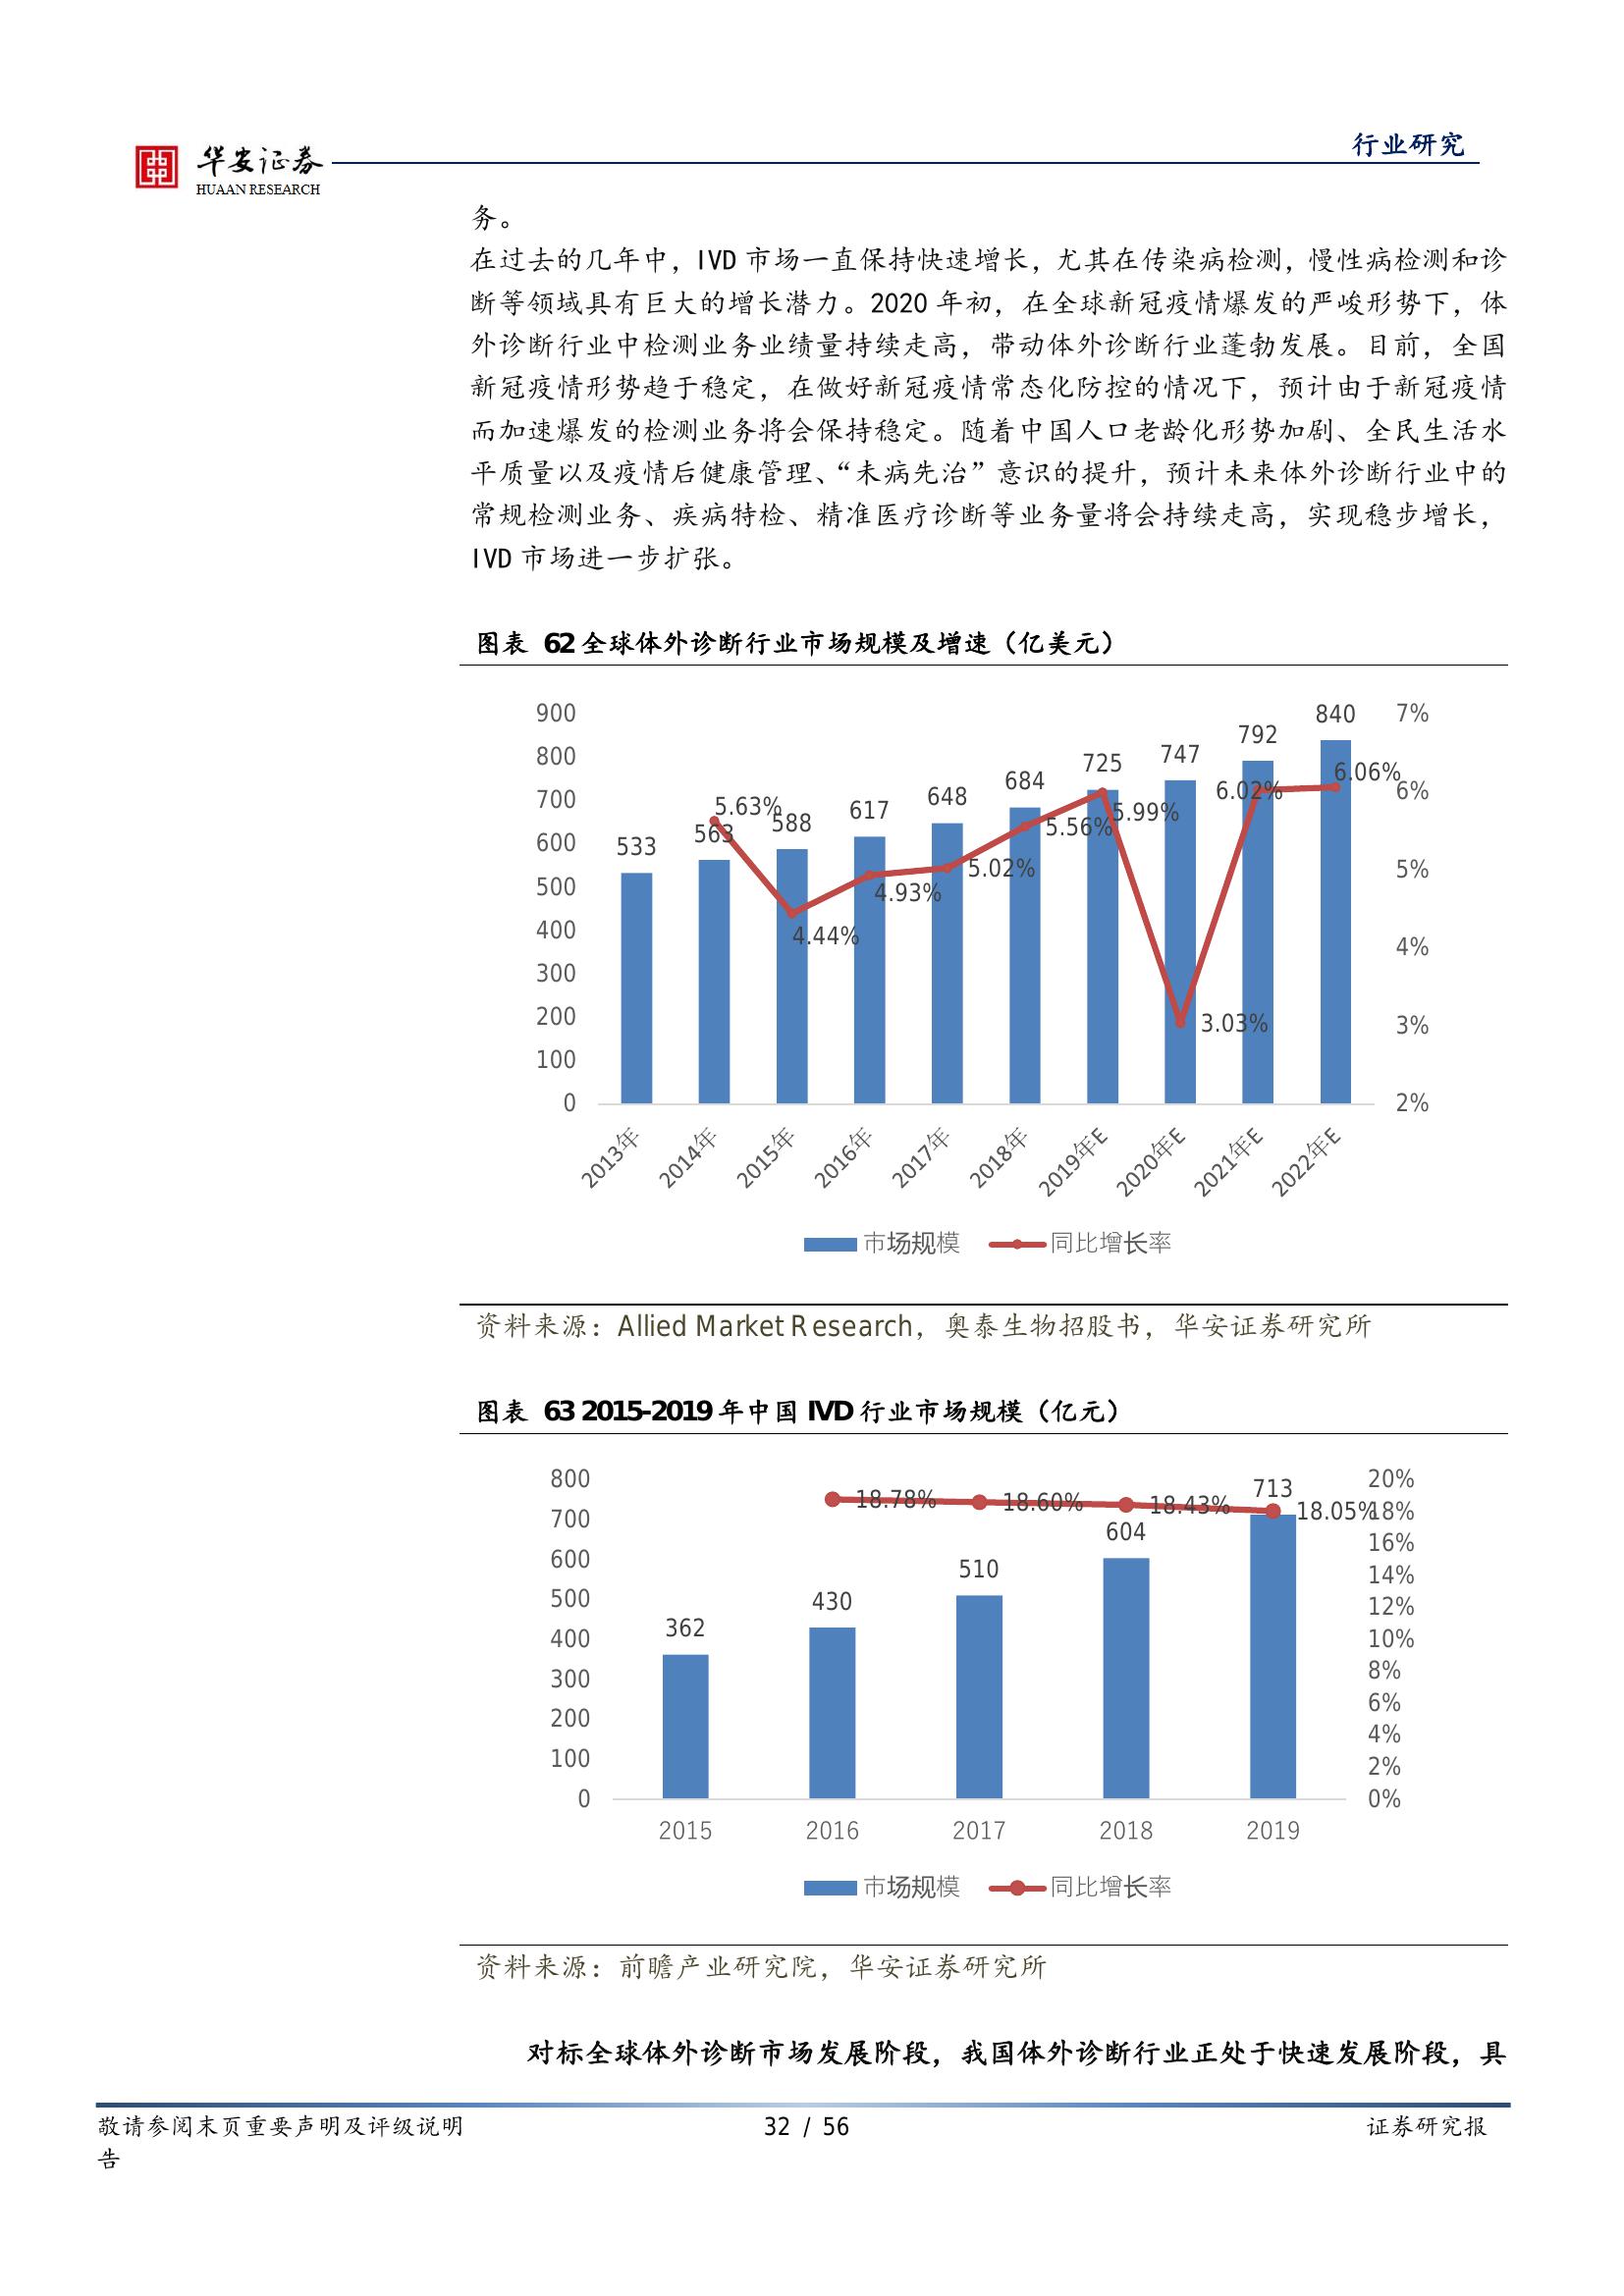 行业研究
华安证券
HUAAN RESEARCH
务。
在过去的几年中，IVD 市场一直保持快速增长，尤其在传染病检测，慢性病检测和诊
断等领域具有巨大的增长潜力。2020 年初，在全球新冠疫情爆发的严峻形势下，体
外诊断行业中检测业务业绩量持续走高，带动体外诊断行业蓬勃发展。目前，全国
新冠疫情形势趋于稳定，在做好新冠疫情常态化防控的情况下，预计由于新冠疫情
而加速爆发的检测业务将会保持稳定。随着中国人口老龄化形势加剧、全民生活水
平质量以及疫情后健康管理、“未病先治”意识的提升，预计未来体外诊断行业中的
常规检测业务、疾病特检、精准医疗诊断等业务量将会持续走高，实现稳步增长，
IVD 市场进一步扩张。
图表 62 全球体外诊断行业市场规模及增速（亿美元）
900
800
700
600
500
400
300
200
100
0
533
563
588
617
648
684
725
747
792
840
5.63%
4.44%
4.93%
5.02%
5.56%
5.99%
3.03%
6.02%
6.06%
7%
6%
5%
4%
3%
2%
2013年
2014年
2015年
2016年
2017年
2018年
2019年E
2020年E
2021年E
2022年E
市场规模
同比增长率
资料来源：Allied Market Research，奥泰生物招股书，华安证券研究所
图表 63 2015-2019 年中国 IVD 行业市场规模（亿元）
800
700
600
500
400
300
200
100
0
362
430
510
604
713
18.78%
18.60%
18.43%
18.05%
20%
18%
16%
14%
12%
10%
8%
6%
4%
2%
0%
2015
2016
2017
2018
2019
市场规模
同比增长率
资料来源：前瞻产业研究院，华安证券研究所
对标全球体外诊断市场发展阶段，我国体外诊断行业正处于快速发展阶段，具
敬请参阅末页重要声明及评级说明
32 / 56
证券研究报
告